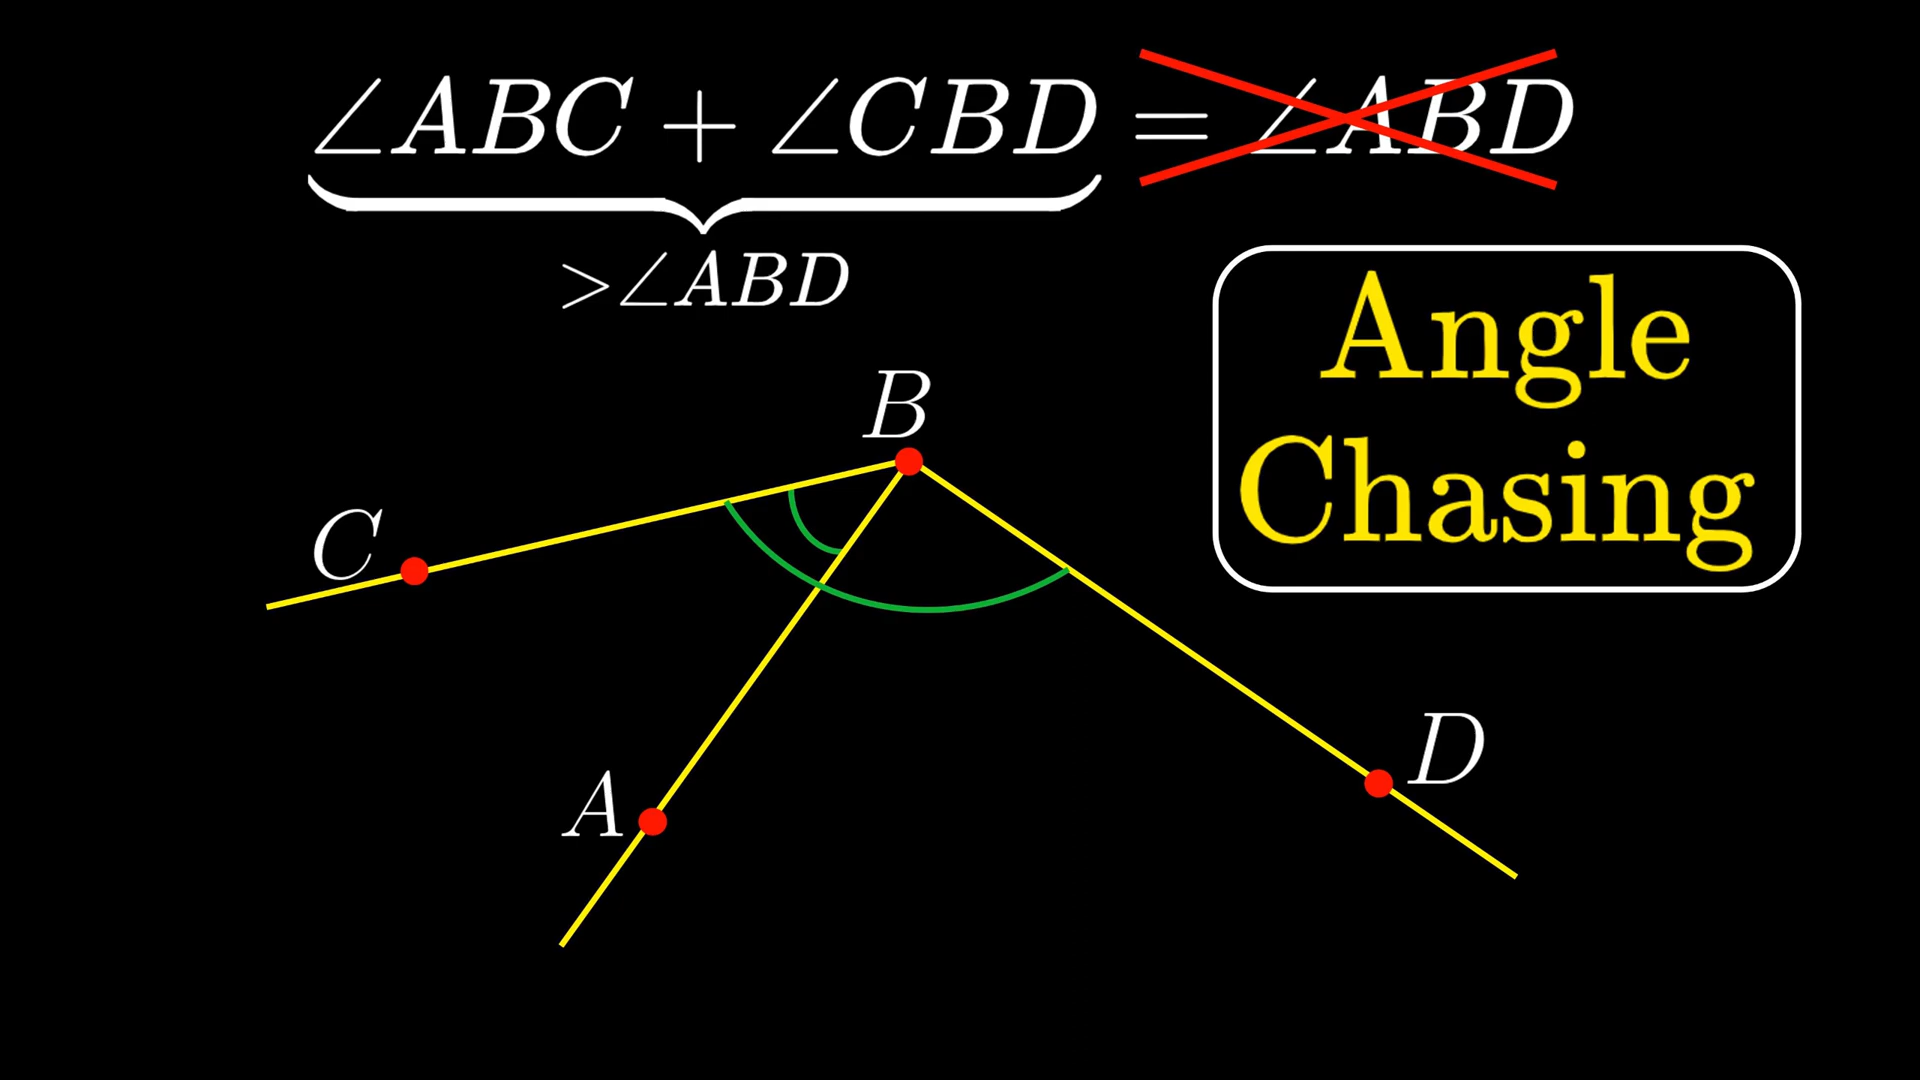 ∠ABC + ∠CBD = ∠ABD
>∠ABD
Angle
Chasing
B
C
D
A